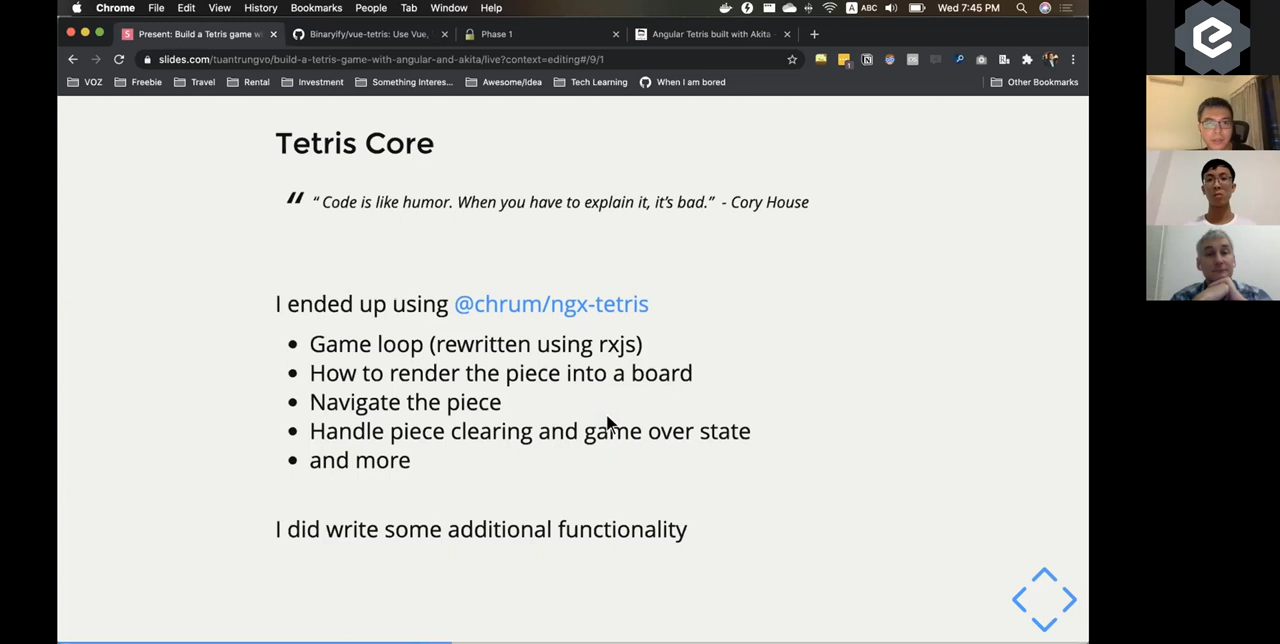 Chrome File Edit View History Bookmarks People Tab Window Help
A ABC Wed 7:45 PM
Present: Build a Tetris game wi
Binaryify/vue-tetris: Use Vue,
Phase 1
Angular Tetris built with Akita
slides.com/tuantrungvo/build-a-tetris-game-with-angular-and-akita/live?context=editing#/9/1
VOZ Freebie Travel Rental Investment Something Interes... Awesome/Idea Tech Learning When I am bored Other Bookmarks
Tetris Core
“ “ Code is like humor. When you have to explain it, it’s bad.” - Cory House
I ended up using @chrum/ngx-tetris
• Game loop (rewritten using rxjs)
• How to render the piece into a board
• Navigate the piece
• Handle piece clearing and game over state
• and more
I did write some additional functionality